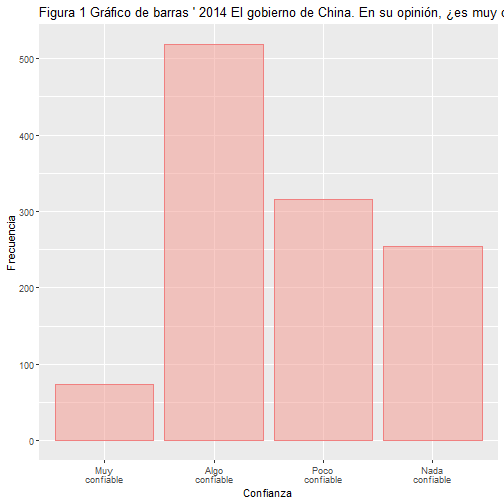 Figura 1 Gráfico de barras ' 2014 El gobierno de China. En su opinión, ¿es muy
Frecuencia
500
400
300
200
100
0
Muy
confiable
Algo
confiable
Poco
confiable
Nada
confiable
Confianza